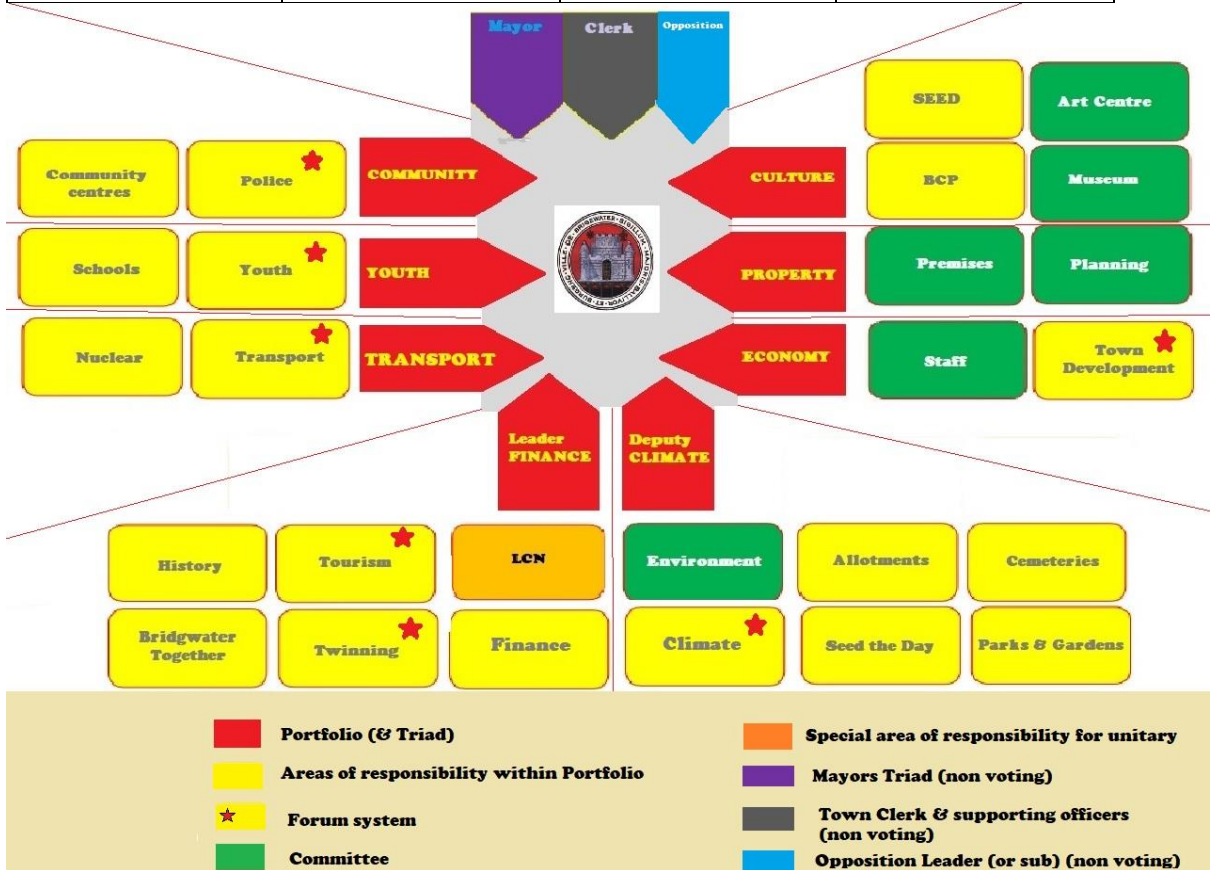 Mayor
Clerk
Opposition
SEED
Art Centre
Community
centres
Police
COMMUNITY
CULTURE
BCP
Museum
Schools
Youth
YOUTH
PROPERTY
Premises
Planning
Nuclear
Transport
TRANSPORT
ECONOMY
Staff
Town
Development
Leader
FINANCE
Deputy
CLIMATE
History
Tourism
LCN
Environment
Allotments
Cemeteries
Bridgwater
Together
Twinning
Finance
Climate
Seed the Day
Parks & Gardens
Portfolio (& Triad)
Areas of responsibility within Portfolio
Forum system
Committee
Special area of responsibility for unitary
Mayors Triad (non voting)
Town Clerk & supporting officers
(non voting)
Opposition Leader (or sub) (non voting)